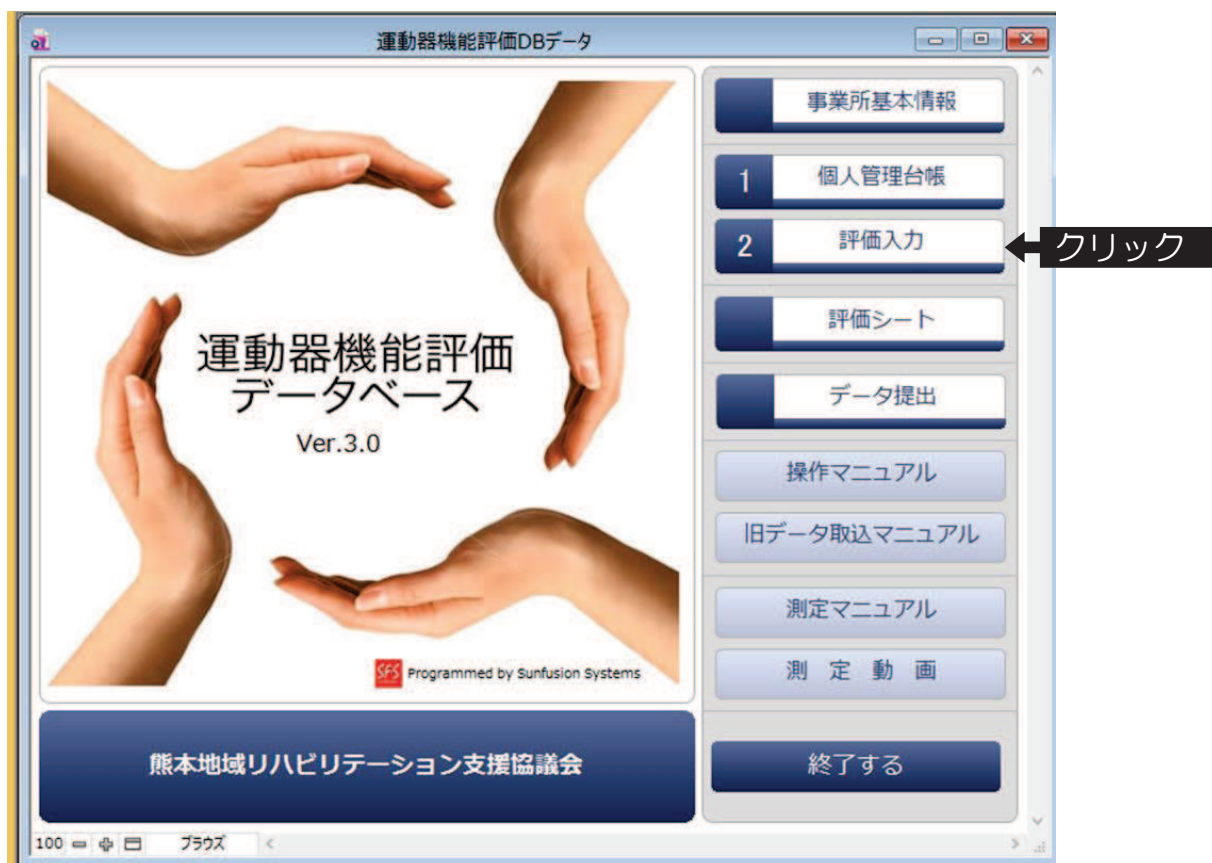 運動器機能評価DBデータ
事業所基本情報
1 個人管理台帳
2 評価入力
クリック
評価シート
データ提出
操作マニュアル
旧データ取込マニュアル
測定マニュアル
測 定 動 画
終了する
運動器機能評価
データベース
Ver.3.0
SFS Programmed by Sunfusion Systems
熊本地域リハビリテーション支援協議会
100 ブラウズ